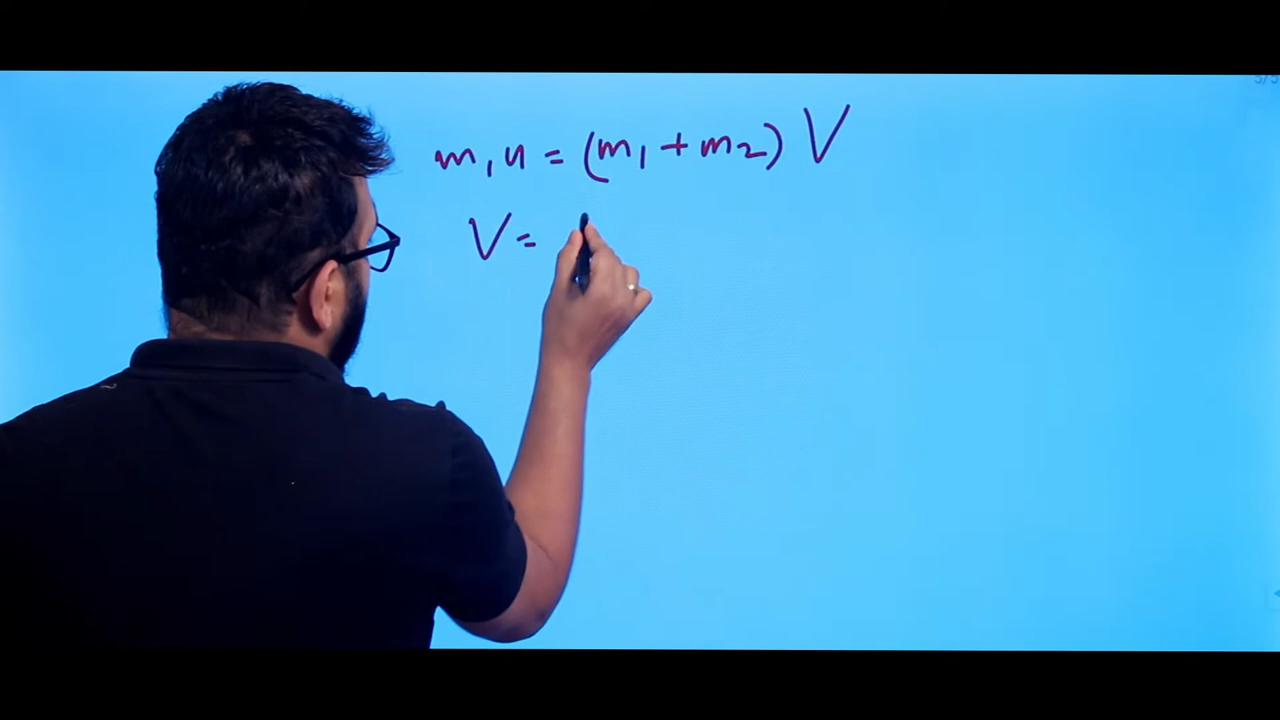 m₁u = (m₁ + m₂) V
V =